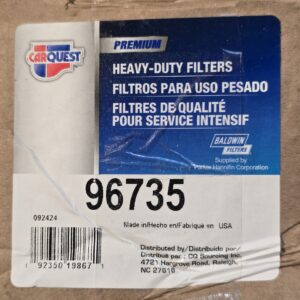 CARQUEST
PREMIUM
HEAVY-DUTY FILTERS
FILTROS PARA USO PESADO
FILTRES DE QUALITÉ
POUR SERVICE INTENSIF
BALDWIN
FILTERS
Supplied by
Parker Hannifin Corporation
96735
092424
Made in/Hecho en/Fabriqué en USA
Distributed by/Distribuido por/
Distribué par : CQ Sourcing Inc.
4721 Hargrove Road, Raleigh,
NC 27616
92350 19867